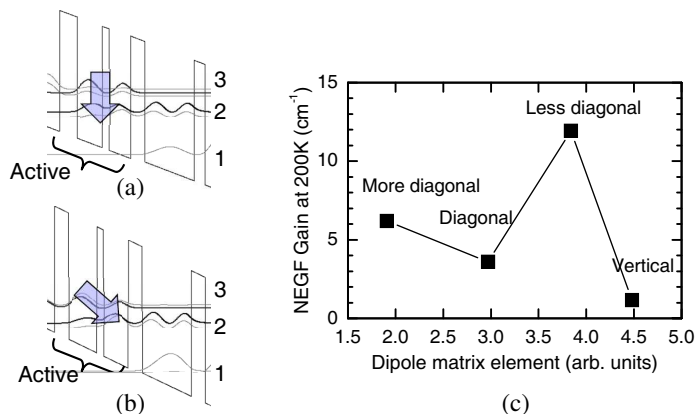 3
2
1
Active
(a)
3
2
1
Active
(b)
NEGF Gain at 200K (cm⁻¹)
15
10
5
0
Less diagonal
More diagonal
Diagonal
Vertical
1.5 2.0 2.5 3.0 3.5 4.0 4.5 5.0
Dipole matrix element (arb. units)
(c)